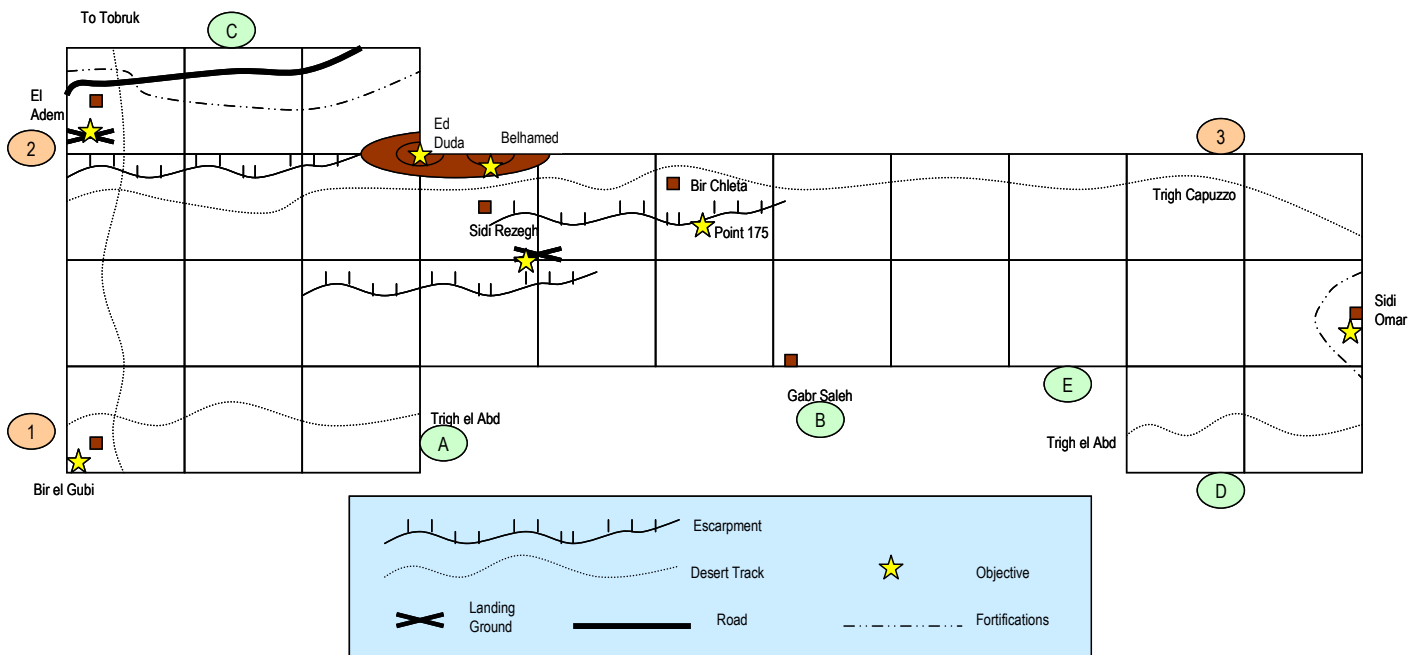 To Tobruk
C
El
Adem
Ed
Duda
Belhamed
2
3
Bir Chleta
Trigh Capuzzo
Sidi Rezegh
Point 175
Sidi
Omar
E
Gabr Saleh
B
1
Trigh el Abd
A
Trigh el Abd
Bir el Gubi
D
Escarpment
Desert Track
Objective
Landing
Ground
Road
Fortifications